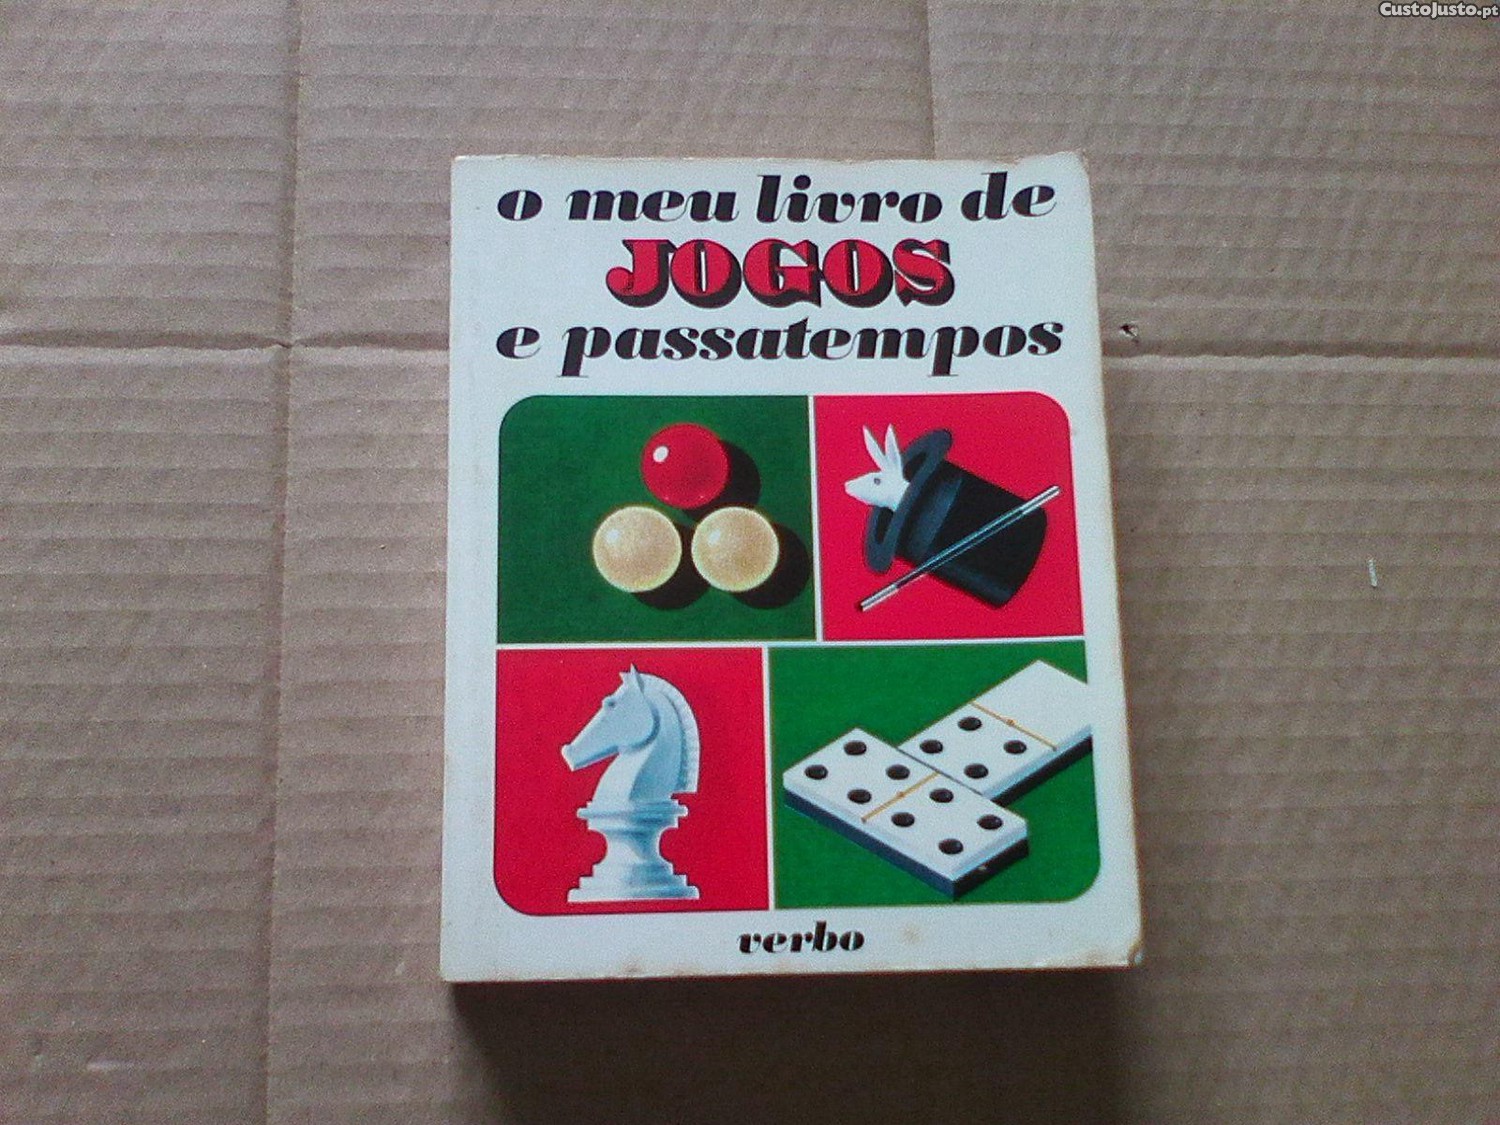 CustoJusto.pt
o meu livro de
JOGOS
e passatempos
verbo